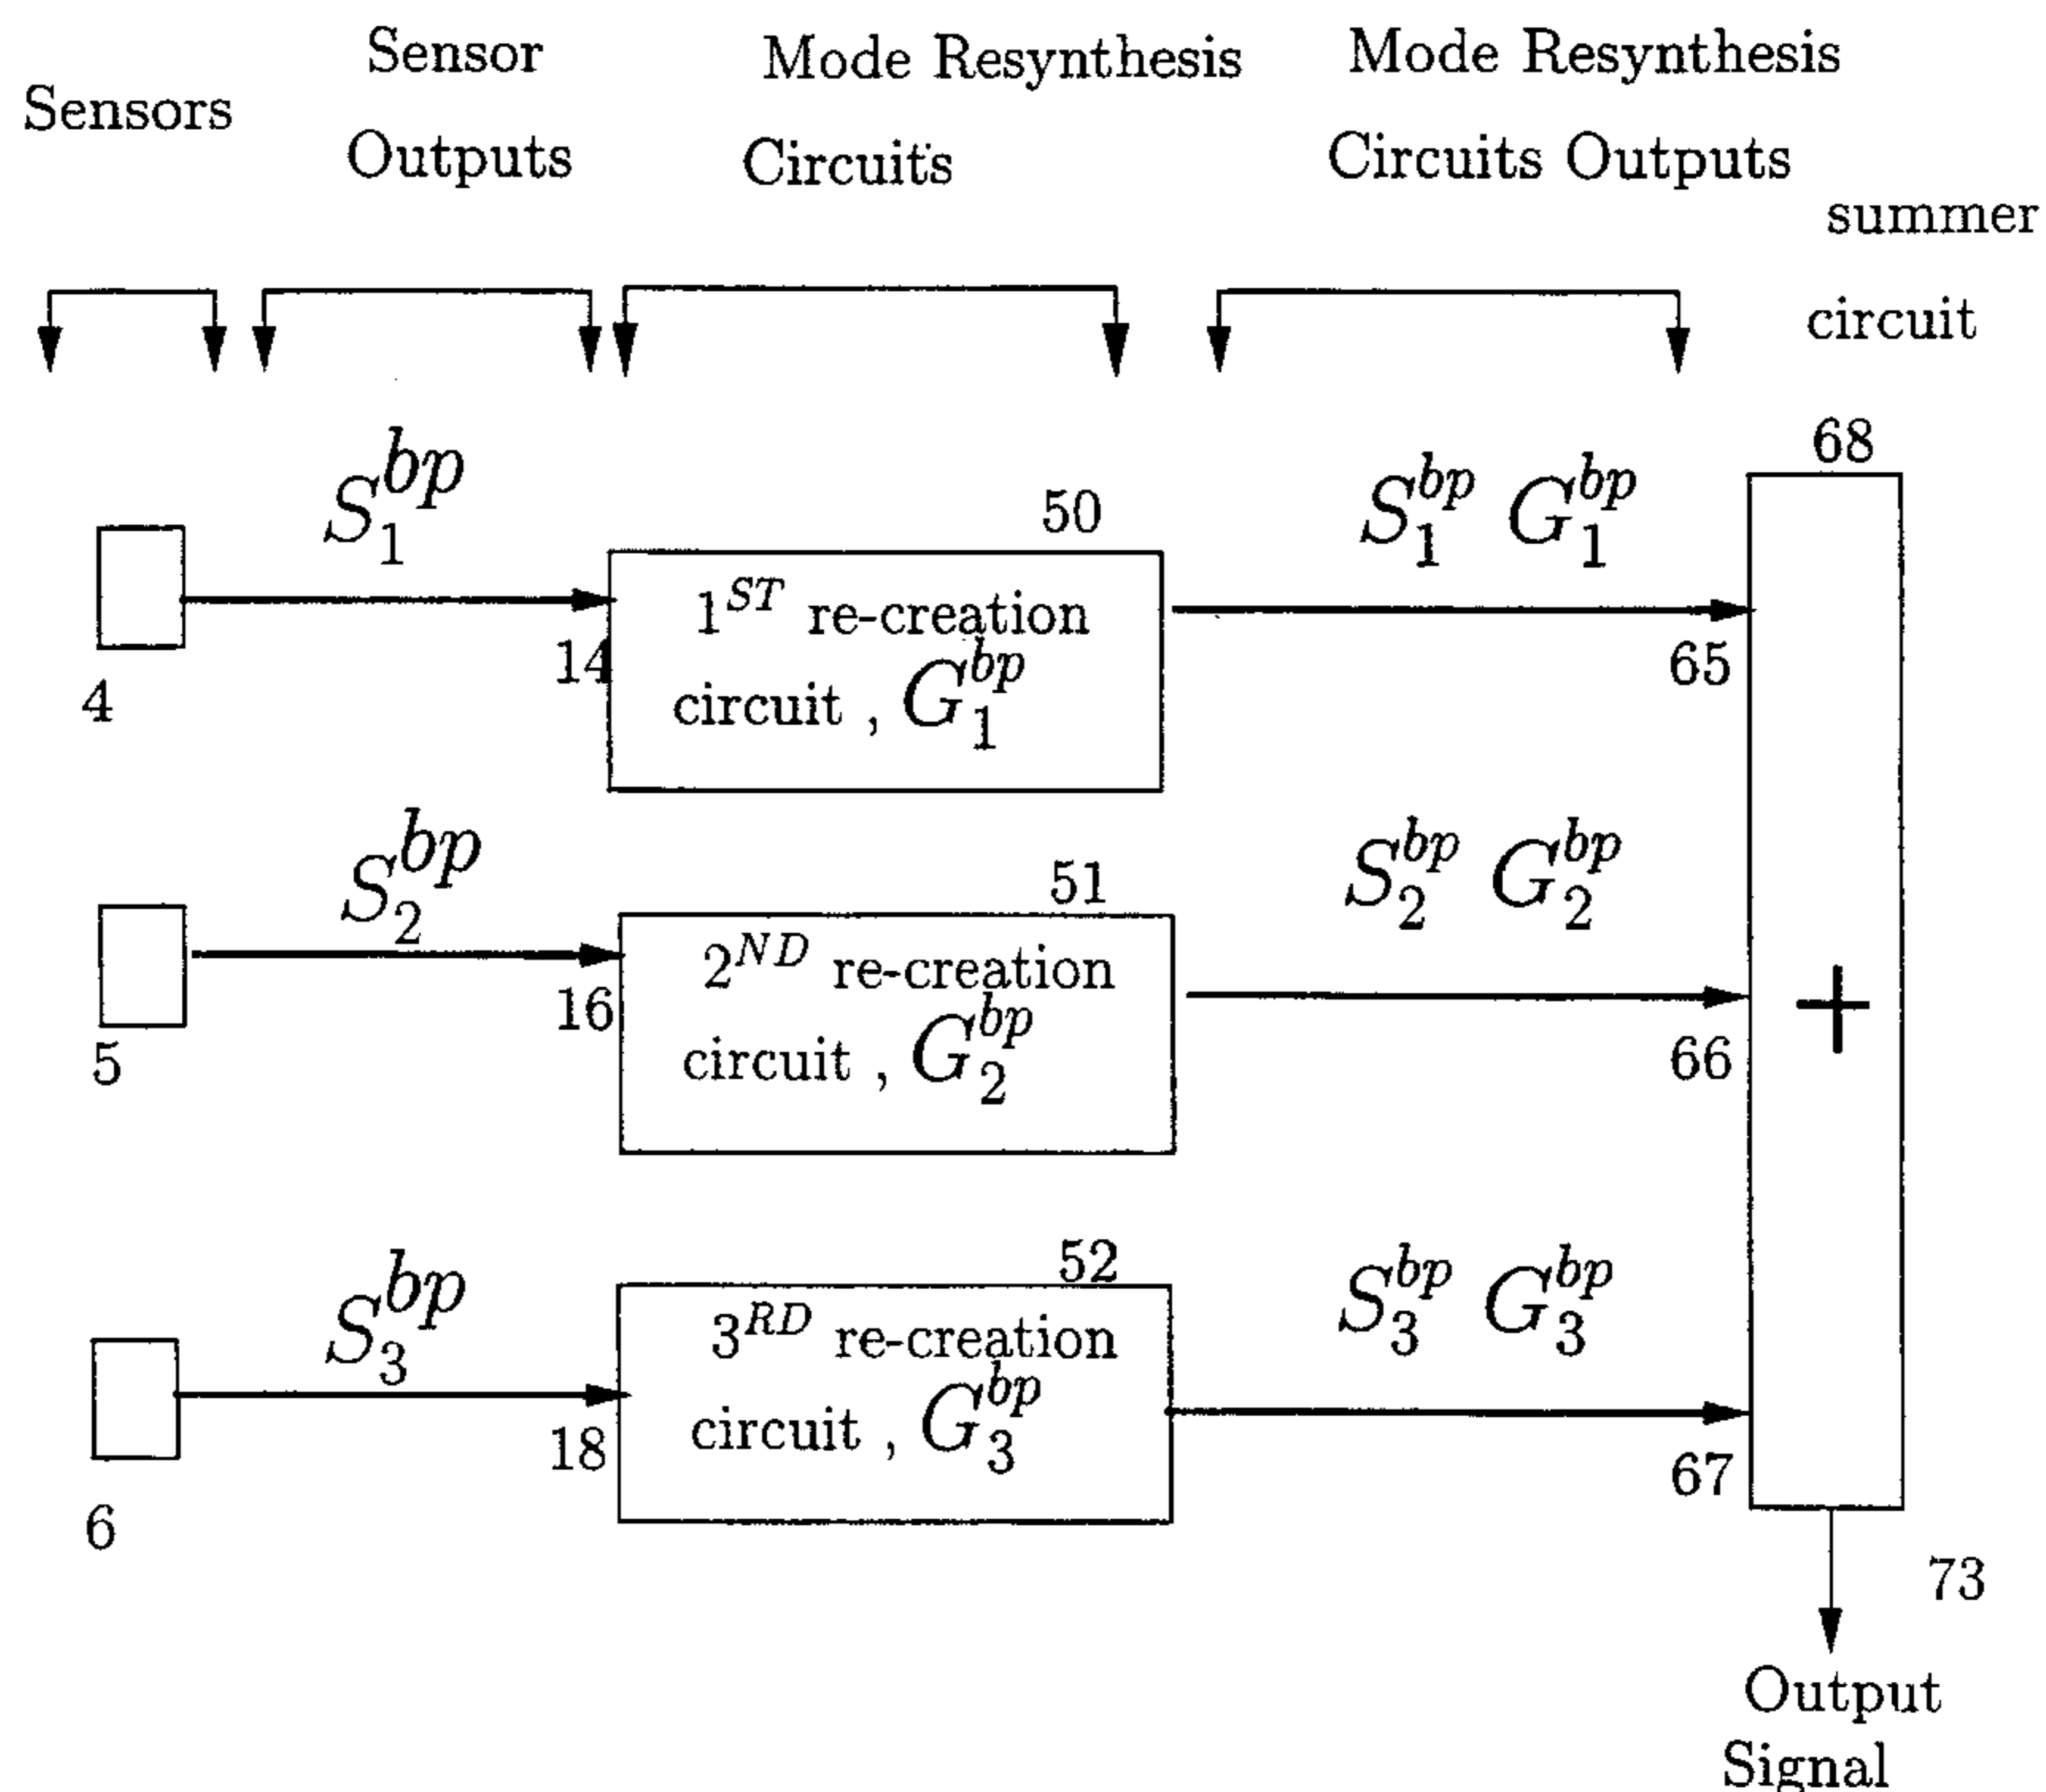 Sensors
Sensor
Outputs
Mode Resynthesis
Circuits
Mode Resynthesis
Circuits Outputs
summer
circuit
S_1^{bp}
4
14
50
1^{ST} re-creation
circuit , G_1^{bp}
S_1^{bp} G_1^{bp}
65
68
S_2^{bp}
5
16
51
2^{ND} re-creation
circuit , G_2^{bp}
S_2^{bp} G_2^{bp}
66
+
S_3^{bp}
6
18
52
3^{RD} re-creation
circuit , G_3^{bp}
S_3^{bp} G_3^{bp}
67
73
Output
Signal